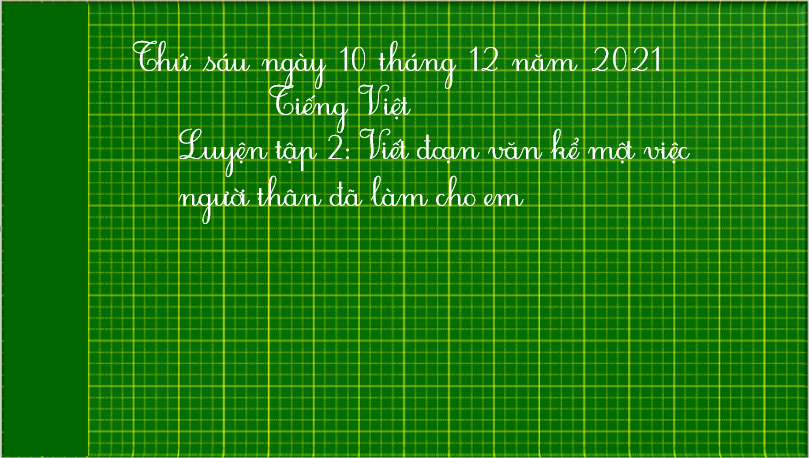 Thứ sáu ngày 10 tháng 12 năm 2021
Tiếng Việt
Luyện tập 2: Viết đoạn văn kể một việc
người thân đã làm cho em